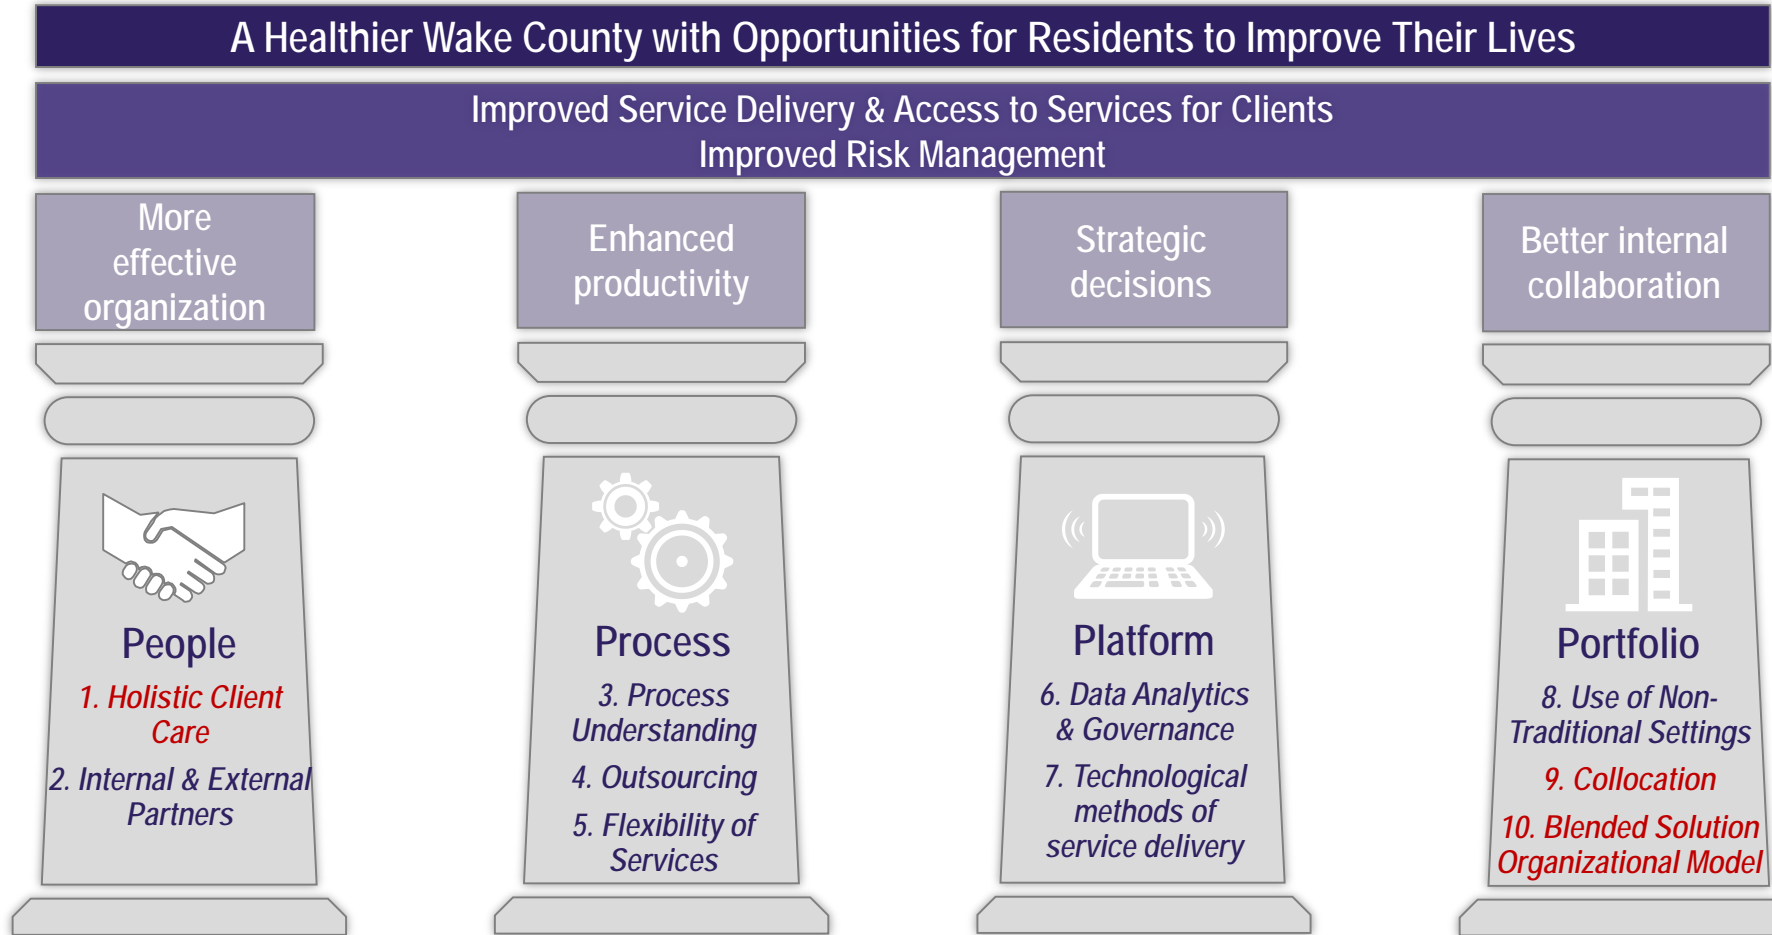 A Healthier Wake County with Opportunities for Residents to Improve Their Lives
Improved Service Delivery & Access to Services for Clients
Improved Risk Management
More
effective
organization
Enhanced
productivity
Strategic
decisions
Better internal
collaboration
People
1. Holistic Client
Care
2. Internal & External
Partners
Process
3. Process
Understanding
4. Outsourcing
5. Flexibility of
Services
Platform
6. Data Analytics
& Governance
7. Technological
methods of
service delivery
Portfolio
8. Use of Non-
Traditional Settings
9. Collocation
10. Blended Solution
Organizational Model